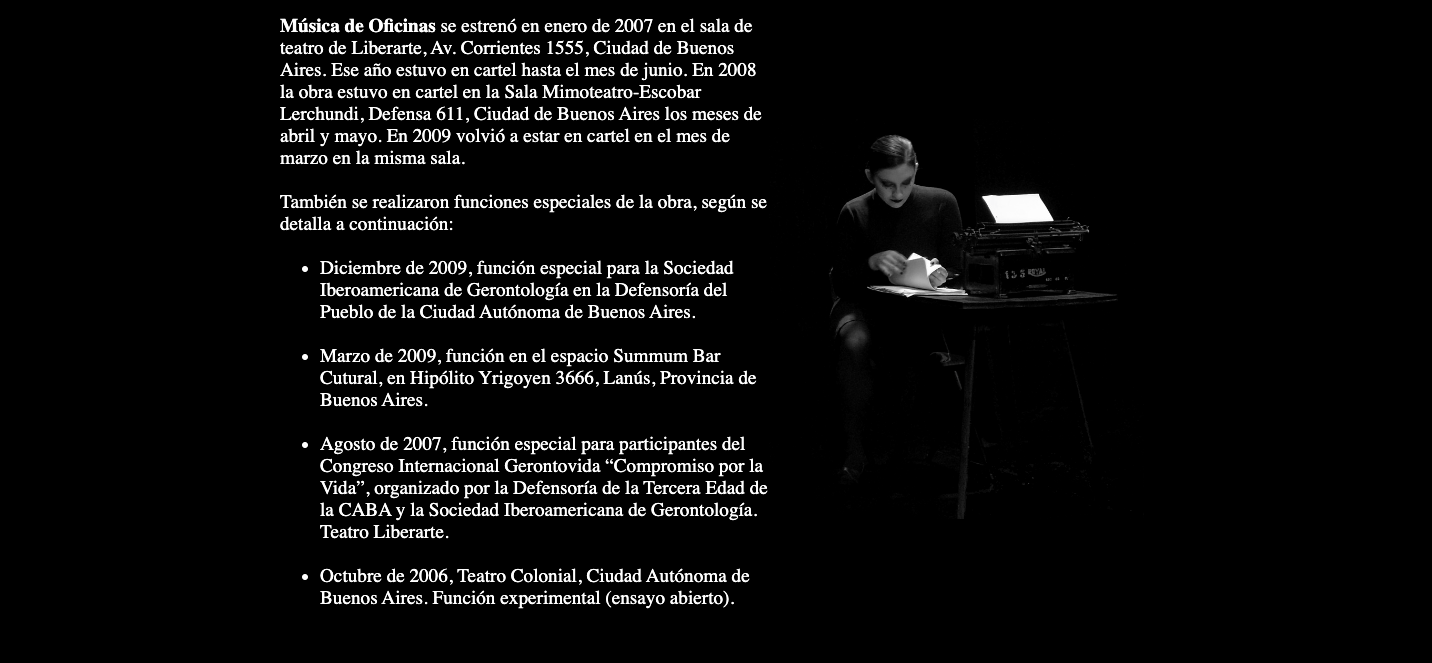 Música de Oficinas se estrenó en enero de 2007 en el sala de
teatro de Liberarte, Av. Corrientes 1555, Ciudad de Buenos
Aires. Ese año estuvo en cartel hasta el mes de junio. En 2008
la obra estuvo en cartel en la Sala Mimoteatro-Escobar
Lerchundi, Defensa 611, Ciudad de Buenos Aires los meses de
abril y mayo. En 2009 volvió a estar en cartel en el mes de
marzo en la misma sala.
También se realizaron funciones especiales de la obra, según se
detalla a continuación:
• Diciembre de 2009, función especial para la Sociedad
Iberoamericana de Gerontología en la Defensoría del
Pueblo de la Ciudad Autónoma de Buenos Aires.
• Marzo de 2009, función en el espacio Summum Bar
Cutural, en Hipólito Yrigoyen 3666, Lanús, Provincia de
Buenos Aires.
• Agosto de 2007, función especial para participantes del
Congreso Internacional Gerontovida “Compromiso por la
Vida”, organizado por la Defensoría de la Tercera Edad de
la CABA y la Sociedad Iberoamericana de Gerontología.
Teatro Liberarte.
• Octubre de 2006, Teatro Colonial, Ciudad Autónoma de
Buenos Aires. Función experimental (ensayo abierto).